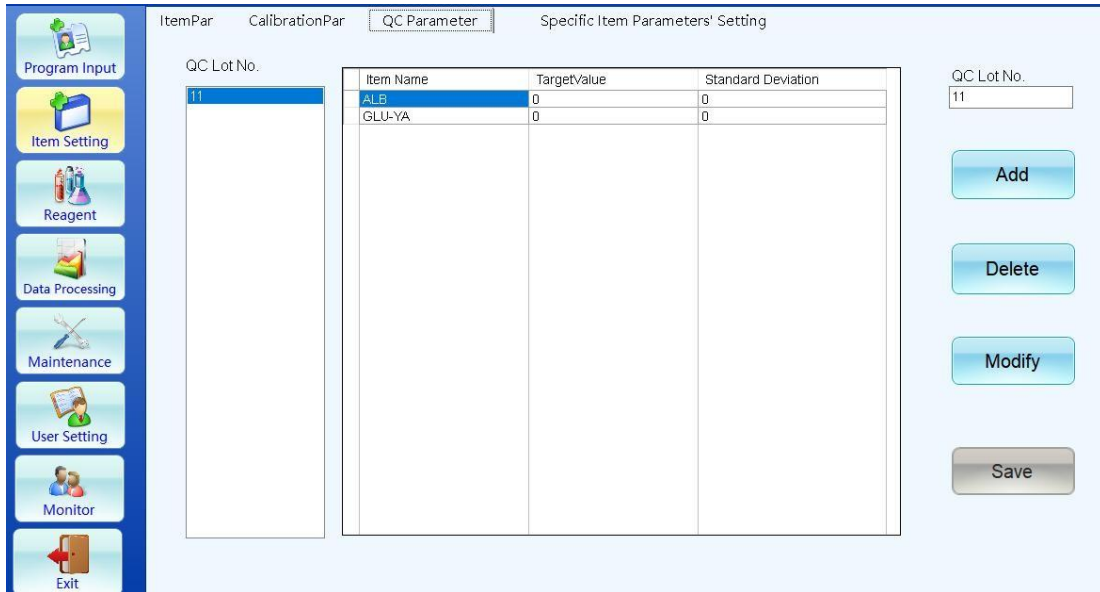 Program Input
Item Setting
Reagent
Data Processing
Maintenance
User Setting
Monitor
Exit
ItemPar CalibrationPar QC Parameter Specific Item Parameters' Setting
QC Lot No.
11
Item Name TargetValue Standard Deviation
ALB 0 0
GLU-YA 0 0
QC Lot No.
11
Add
Delete
Modify
Save